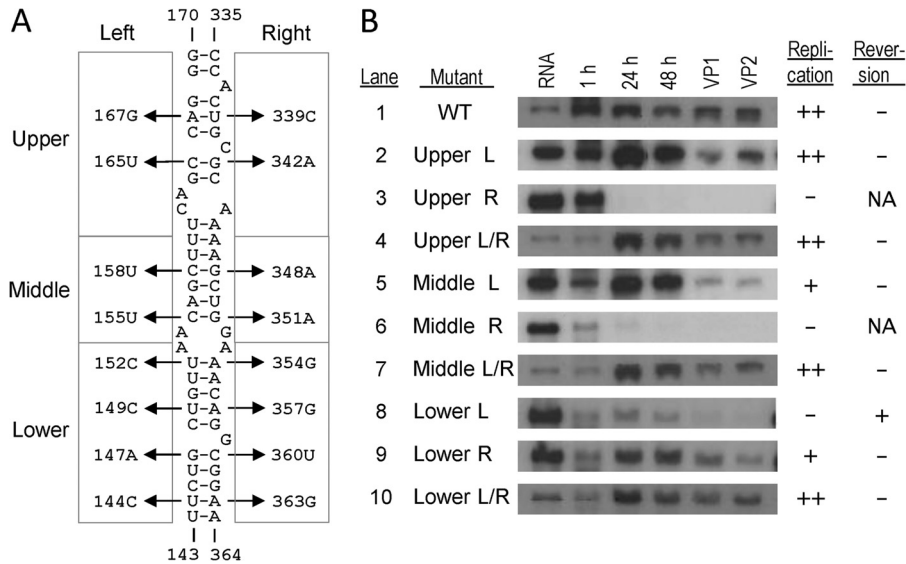 A
170 335
Left Right
G–C
G–C
A
G–C
167G A–U 339C
C–G
Upper
C
165U C–G 342A
G–C
A
C A
U–A
U–A
U–A
158U C–G 348A
Middle
G–C
A–U
155U C–G 351A
A G
A A
152C U–A 354G
U–A
G–C
149C U–A 357G
Lower
C–G
G
147A G–C 360U
U–G
C–G
144C U–A 363G
U–A
143 364
B
Lane Mutant RNA 1 h 24 h 48 h VP1 VP2 Repli-cation Rever-sion
1 WT ++ –
2 Upper L ++ –
3 Upper R – NA
4 Upper L/R ++ –
5 Middle L + –
6 Middle R – NA
7 Middle L/R ++ –
8 Lower L – +
9 Lower R + –
10 Lower L/R ++ –